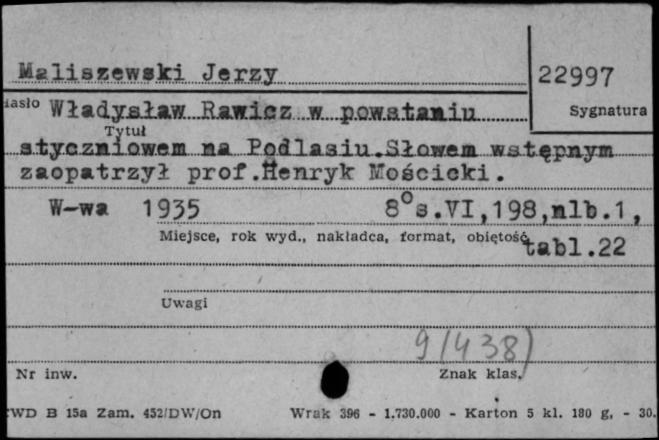 Maliszewski Jerzy
22997
Hasło Władysław Rawicz w powstaniu
Sygnatura
Tytuł
styczniowem na Podlasiu.Słowem wstępnym
zaopatrzył prof.Henryk Mościcki.
W-wa 1935 8°s.VI,198,nlb.1,
Miejsce, rok wyd., nakładca, format, objętość
tabl.22
Uwagi
9(438)
Nr inw.
Znak klas.
CWD B 15a Zam. 452/DW/On Wrak 396 - 1.730.000 - Karton 5 kl. 180 g, - 30.